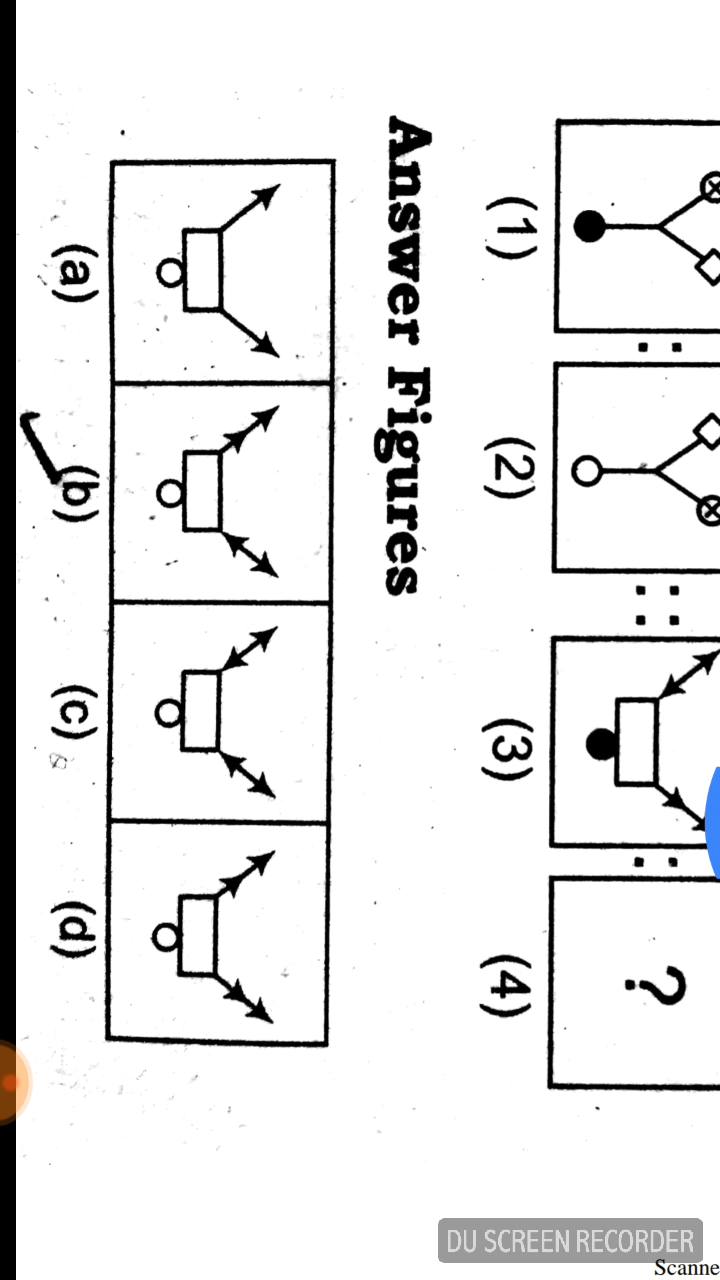 (1) (2) (3) (4)
?
Answer Figures
(a) (b) (c) (d)
DU SCREEN RECORDER
Scanne